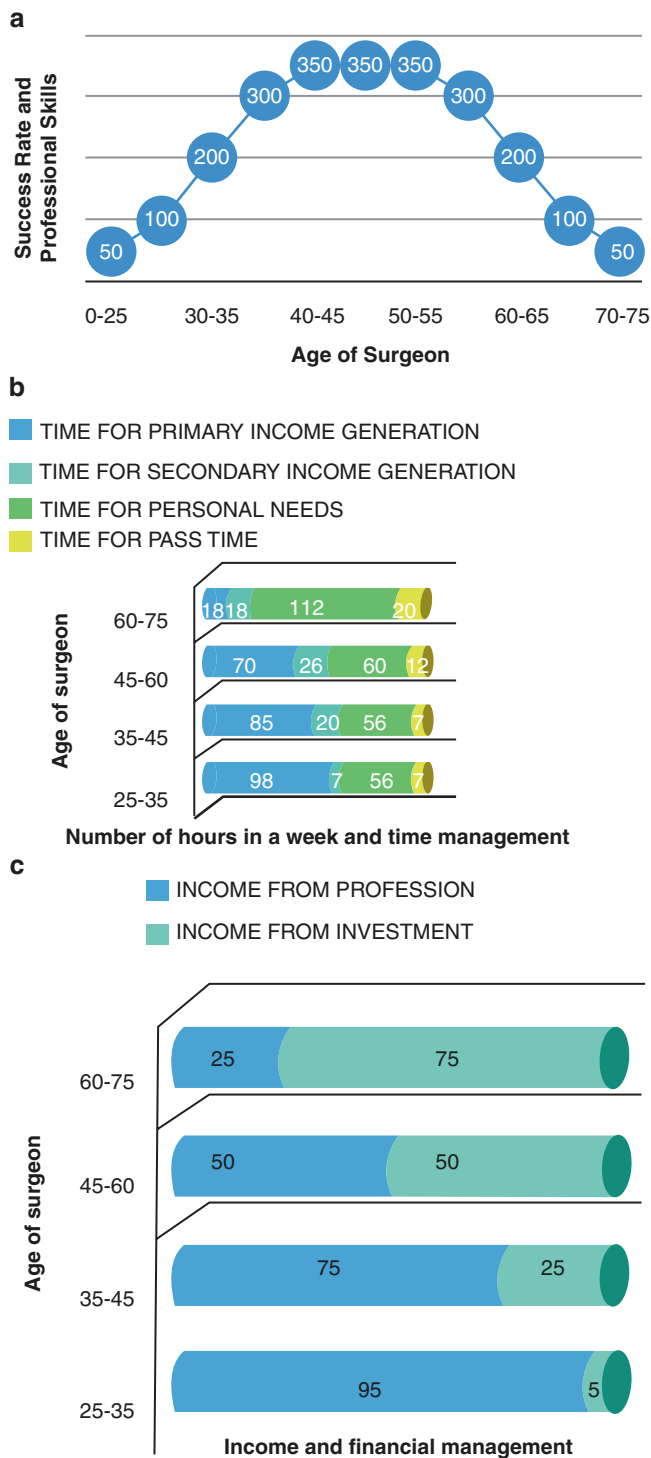 a
Success Rate and
Professional Skills
50
100
200
300
350
350
350
300
200
100
50
0-25
30-35
40-45
50-55
60-65
70-75
Age of Surgeon
b
TIME FOR PRIMARY INCOME GENERATION
TIME FOR SECONDARY INCOME GENERATION
TIME FOR PERSONAL NEEDS
TIME FOR PASS TIME
Age of surgeon
60-75
18 18 112 20
45-60
70 26 60 12
35-45
85 20 56 7
25-35
98 7 56 7
Number of hours in a week and time management
c
INCOME FROM PROFESSION
INCOME FROM INVESTMENT
Age of surgeon
60-75
25 75
45-60
50 50
35-45
75 25
25-35
95 5
Income and financial management